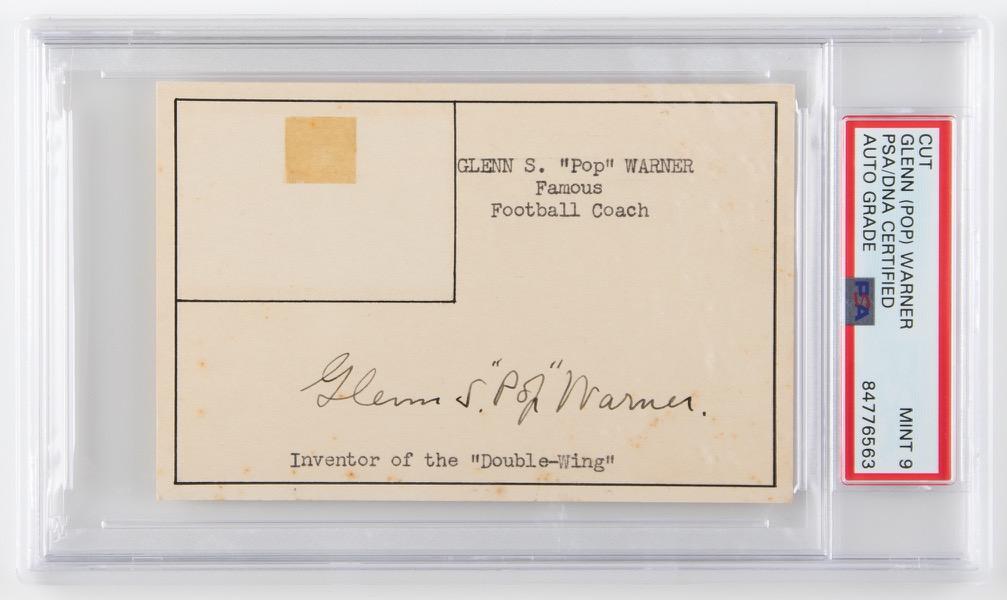 GLENN S. "Pop" WARNER
Famous
Football Coach
Glenn S. "Pop" Warner.
Inventor of the "Double-Wing"
CUT
GLENN (POP) WARNER
PSA/DNA CERTIFIED
AUTO GRADE
MINT 9
84776563
PSA